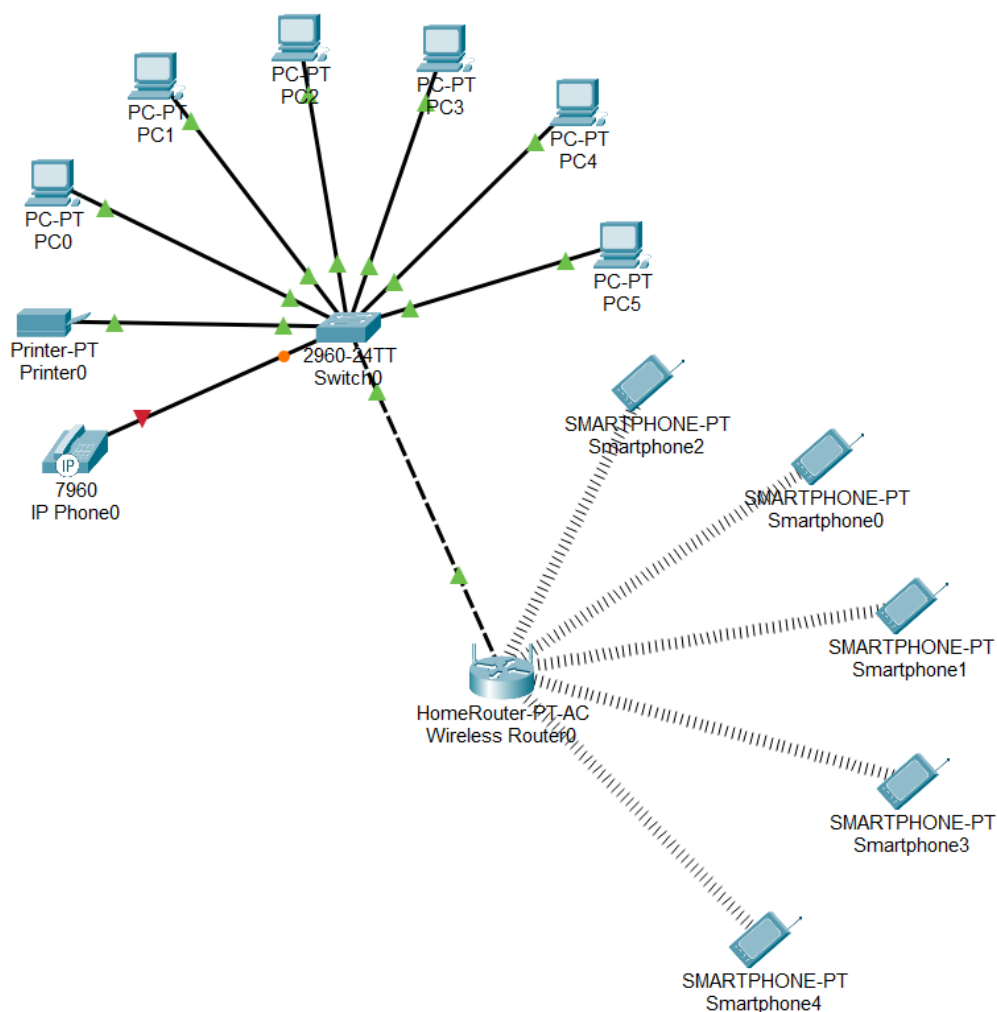 PC-PT
PC2
PC-PT
PC3
PC-PT
PC1
PC-PT
PC4
PC-PT
PC0
PC-PT
PC5
Printer-PT
Printer0
2960-24TT
Switch0
IP
7960
IP Phone0
SMARTPHONE-PT
Smartphone2
SMARTPHONE-PT
Smartphone0
SMARTPHONE-PT
Smartphone1
HomeRouter-PT-AC
Wireless Router0
SMARTPHONE-PT
Smartphone3
SMARTPHONE-PT
Smartphone4